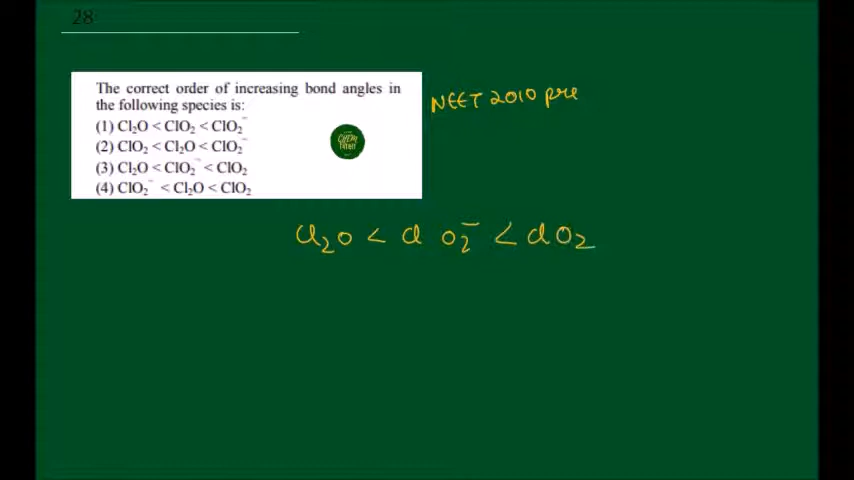 28:
The correct order of increasing bond angles in
the following species is:
(1) Cl₂O < ClO₂ < ClO₂⁻
(2) ClO₂ < Cl₂O < ClO₂⁻
(3) Cl₂O < ClO₂⁻ < ClO₂
(4) ClO₂⁻ < Cl₂O < ClO₂
NEET 2010 pre
CHEM
Cl₂O < Cl O₂⁻ < ClO₂